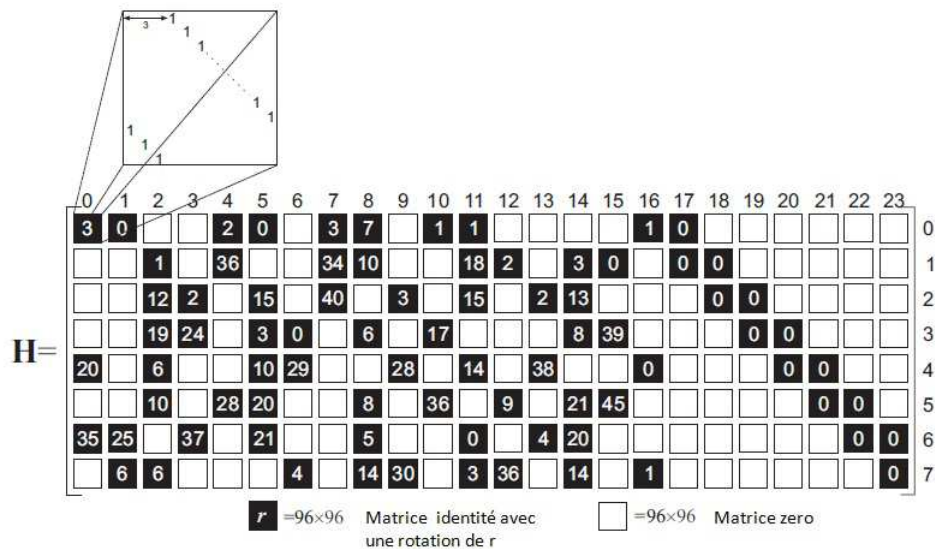 1
3
1
1
1
1
1
1
1
0 1 2 3 4 5 6 7 8 9 10 11 12 13 14 15 16 17 18 19 20 21 22 23
3 0 2 0 3 7 1 1 1 0 0
1 36 34 10 18 2 3 0 0 0 1
12 2 15 40 3 15 2 13 0 0 2
19 24 3 0 6 17 8 39 0 0 3
H=
20 6 10 29 28 14 38 0 0 0 4
10 28 20 8 36 9 21 45 0 0 5
35 25 37 21 5 0 4 20 0 0 6
6 6 4 14 30 3 36 14 1 0 7
r =96×96 Matrice identité avec =96×96 Matrice zero
une rotation de r